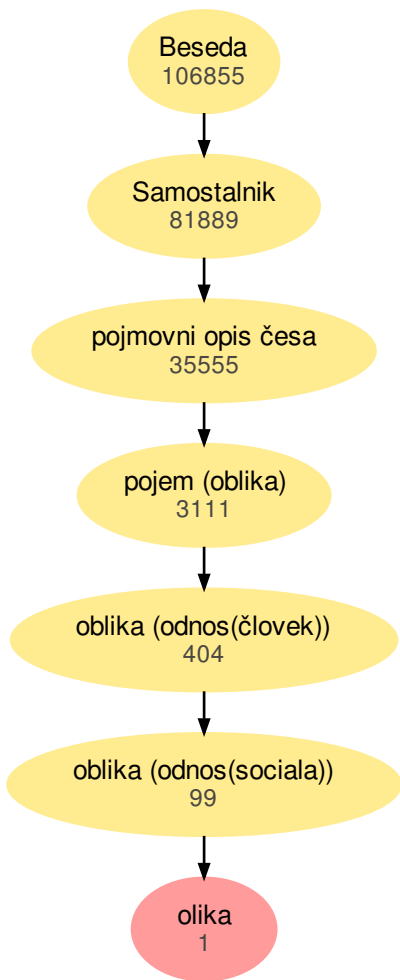 Beseda
106855
Samostalnik
81889
pojmovni opis česa
35555
pojem (oblika)
3111
oblika (odnos(človek))
404
oblika (odnos(sociala))
99
olika
1